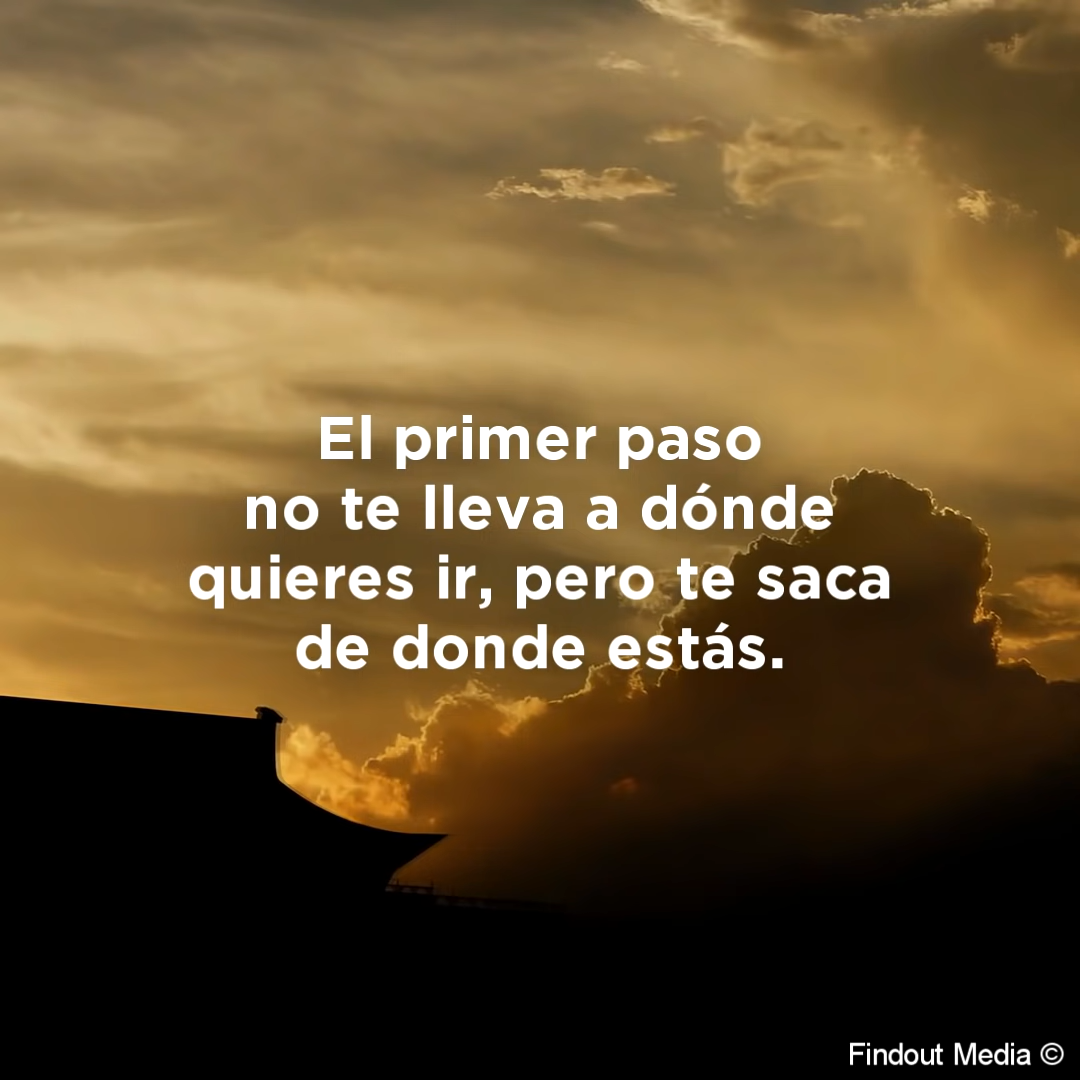 El primer paso
no te lleva a dónde
quieres ir, pero te saca
de donde estás.
Findout Media ©